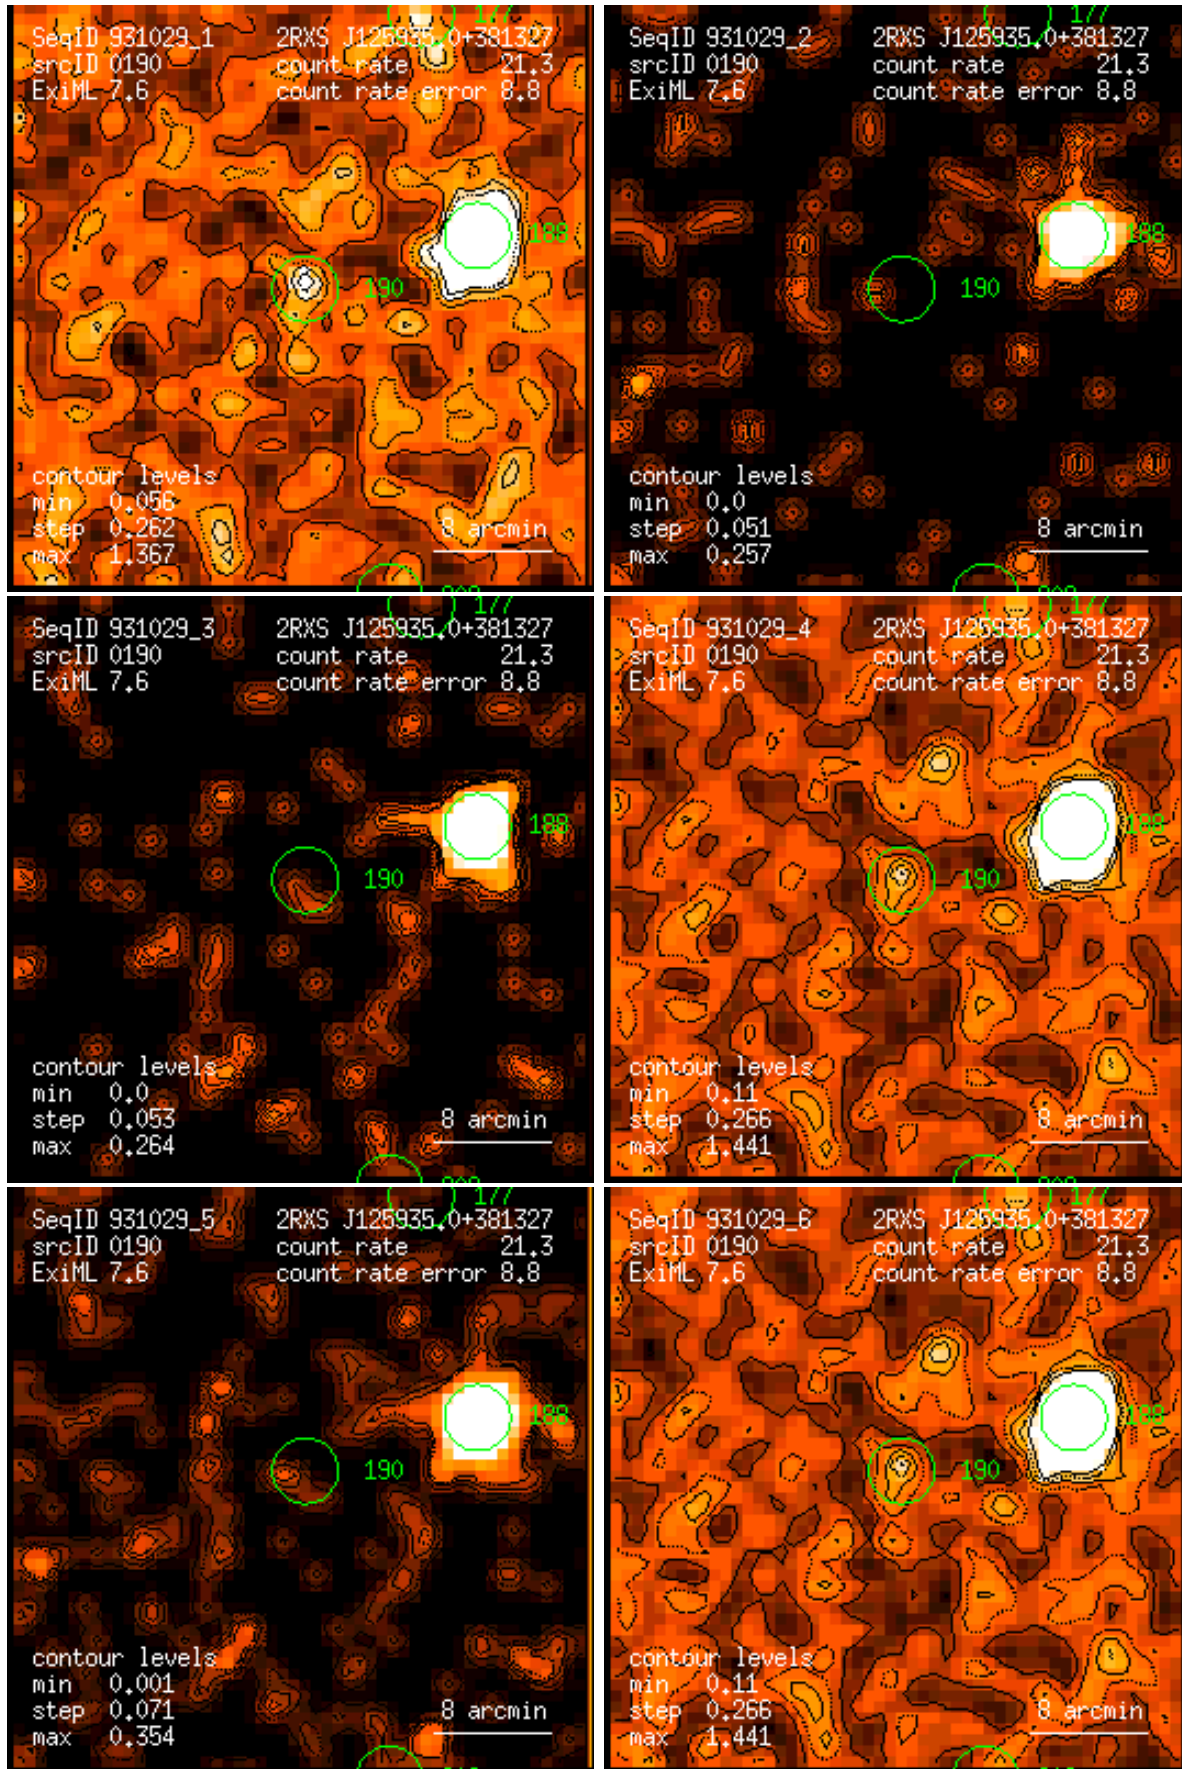 177
SeqID 931029_1 2RXS J125935.0+381327
srcID 0190 count rate 21.3
ExiML 7.6 count rate error 8.8
188
190
contour levels
min 0.056
step 0.262 8 arcmin
max 1.367
177
SeqID 931029_2 2RXS J125935.0+381327
srcID 0190 count rate 21.3
ExiML 7.6 count rate error 8.8
188
190
contour levels
min 0.0
step 0.051 8 arcmin
max 0.257
177
SeqID 931029_3 2RXS J125935.0+381327
srcID 0190 count rate 21.3
ExiML 7.6 count rate error 8.8
188
190
contour levels
min 0.0
step 0.053 8 arcmin
max 0.264
177
SeqID 931029_4 2RXS J125935.0+381327
srcID 0190 count rate 21.3
ExiML 7.6 count rate error 8.8
188
190
contour levels
min 0.11
step 0.266 8 arcmin
max 1.441
177
SeqID 931029_5 2RXS J125935.0+381327
srcID 0190 count rate 21.3
ExiML 7.6 count rate error 8.8
188
190
contour levels
min 0.001
step 0.071 8 arcmin
max 0.354
177
SeqID 931029_6 2RXS J125935.0+381327
srcID 0190 count rate 21.3
ExiML 7.6 count rate error 8.8
188
190
contour levels
min 0.11
step 0.266 8 arcmin
max 1.441